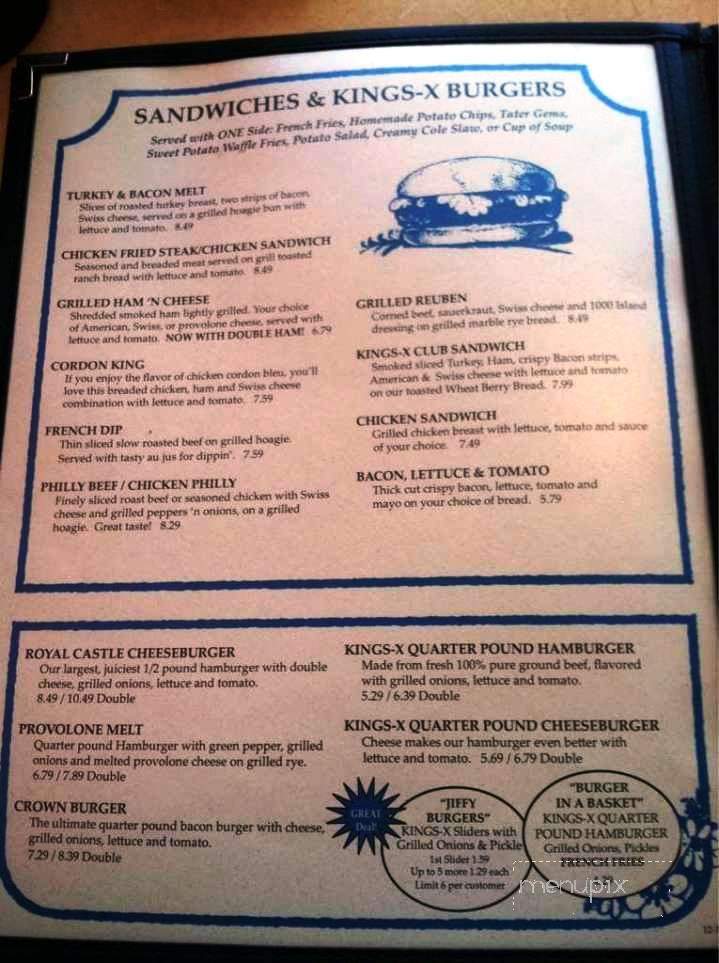 SANDWICHES & KINGS-X BURGERS
Served with ONE Side: French Fries, Homemade Potato Chips, Tater Gems,
Sweet Potato Waffle Fries, Potato Salad, Creamy Cole Slaw, or Cup of Soup
TURKEY & BACON MELT
Slices of roasted turkey breast, two strips of bacon,
Swiss cheese, served on a grilled hoagie bun with
lettuce and tomato. 8.49
CHICKEN FRIED STEAK/CHICKEN SANDWICH
Seasoned and breaded meat served on grill toasted
ranch bread with lettuce and tomato. 8.49
GRILLED HAM 'N CHEESE
Shredded smoked ham lightly grilled. Your choice
of American, Swiss, or provolone cheese, served with
lettuce and tomato. NOW WITH DOUBLE HAM! 6.79
CORDON KING
If you enjoy the flavor of chicken cordon bleu, you'll
love this breaded chicken, ham and Swiss cheese
combination with lettuce and tomato. 7.59
FRENCH DIP
Thin sliced slow roasted beef on grilled hoagie.
Served with tasty au jus for dippin'. 7.59
PHILLY BEEF / CHICKEN PHILLY
Finely sliced roast beef or seasoned chicken with Swiss
cheese and grilled peppers 'n onions, on a grilled
hoagie. Great taste! 8.29
GRILLED REUBEN
Corned beef, sauerkraut, Swiss cheese and 1000 Island
dressing on grilled marble rye bread. 8.49
KINGS-X CLUB SANDWICH
Smoked sliced Turkey, Ham, crispy Bacon strips,
American & Swiss cheese with lettuce and tomato
on our toasted Wheat Berry Bread. 7.99
CHICKEN SANDWICH
Grilled chicken breast with lettuce, tomato and sauce
of your choice. 7.49
BACON, LETTUCE & TOMATO
Thick cut crispy bacon, lettuce, tomato and
mayo on your choice of bread. 5.79
ROYAL CASTLE CHEESEBURGER
Our largest, juiciest 1/2 pound hamburger with double
cheese, grilled onions, lettuce and tomato.
8.49 / 10.49 Double
PROVOLONE MELT
Quarter pound Hamburger with green pepper, grilled
onions and melted provolone cheese on grilled rye.
6.79 / 7.89 Double
CROWN BURGER
The ultimate quarter pound bacon burger with cheese,
grilled onions, lettuce and tomato.
7.29 / 8.39 Double
KINGS-X QUARTER POUND HAMBURGER
Made from fresh 100% pure ground beef, flavored
with grilled onions, lettuce and tomato.
5.29 / 6.39 Double
KINGS-X QUARTER POUND CHEESEBURGER
Cheese makes our hamburger even better with
lettuce and tomato. 5.69 / 6.79 Double
GREAT
Deal!
"JIFFY
BURGERS"
KINGS-X Sliders with
Grilled Onions & Pickle
1st Slider 1.59
Up to 5 more 1.29 each
Limit 6 per customer
"BURGER
IN A BASKET"
KINGS-X QUARTER
POUND HAMBURGER
Grilled Onions, Pickles
FRENCH FRIES
menupix